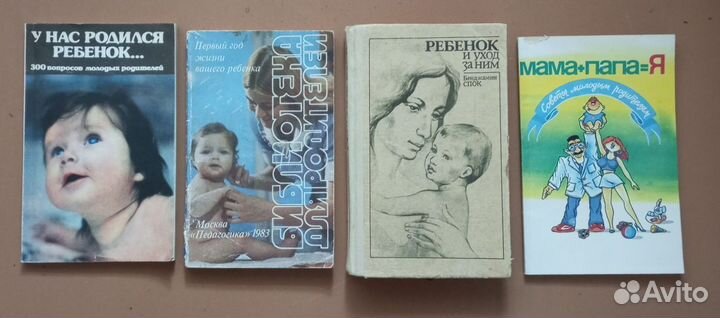 У НАС РОДИЛСЯ
РЕБЕНОК...
300 вопросов молодых родителей
Первый год
жизни
вашего ребенка
БИБЛИОТЕКА
ДЛЯ РОДИТЕЛЕЙ
Москва
«Педагогика» 1983
РЕБЕНОК
И УХОД
ЗА НИМ
Бенджамин
СПОК
МАМА+ПАПА=Я
Советы молодым родителям
Avito